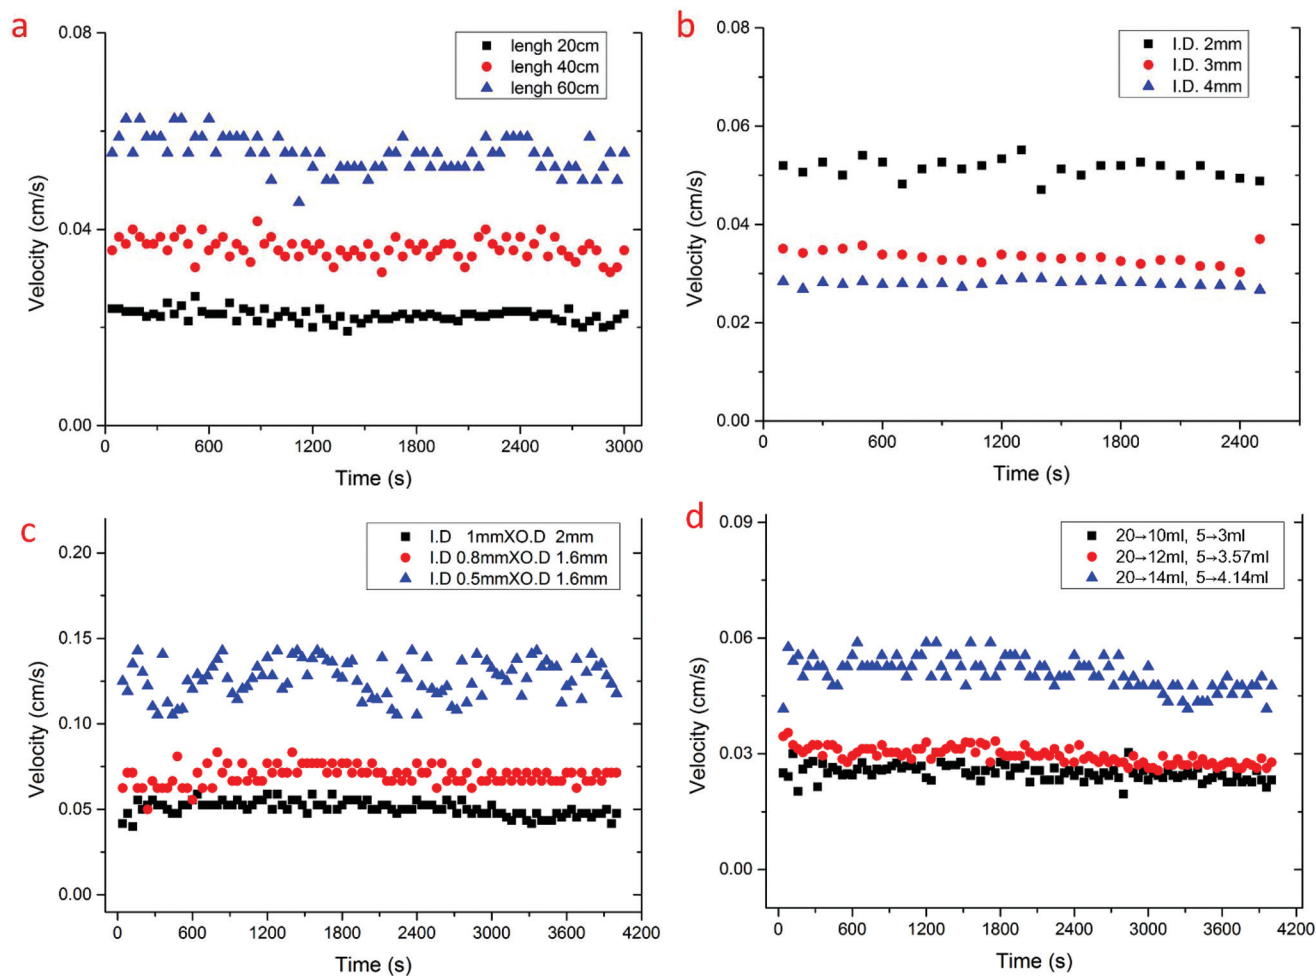 a
0.08
0.04
0.00
Velocity (cm/s)
lengh 20cm
lengh 40cm
lengh 60cm
0 600 1200 1800 2400 3000
Time (s)
b
0.08
0.06
0.04
0.02
0.00
Velocity (cm/s)
I.D. 2mm
I.D. 3mm
I.D. 4mm
0 600 1200 1800 2400
Time (s)
c
0.20
0.15
0.10
0.05
0.00
Velocity (cm/s)
I.D 1mmXO.D 2mm
I.D 0.8mmXO.D 1.6mm
I.D 0.5mmXO.D 1.6mm
0 600 1200 1800 2400 3000 3600 4200
Time (s)
d
0.09
0.06
0.03
0.00
Velocity (cm/s)
20→10ml, 5→3ml
20→12ml, 5→3.57ml
20→14ml, 5→4.14ml
0 600 1200 1800 2400 3000 3600 4200
Time (s)